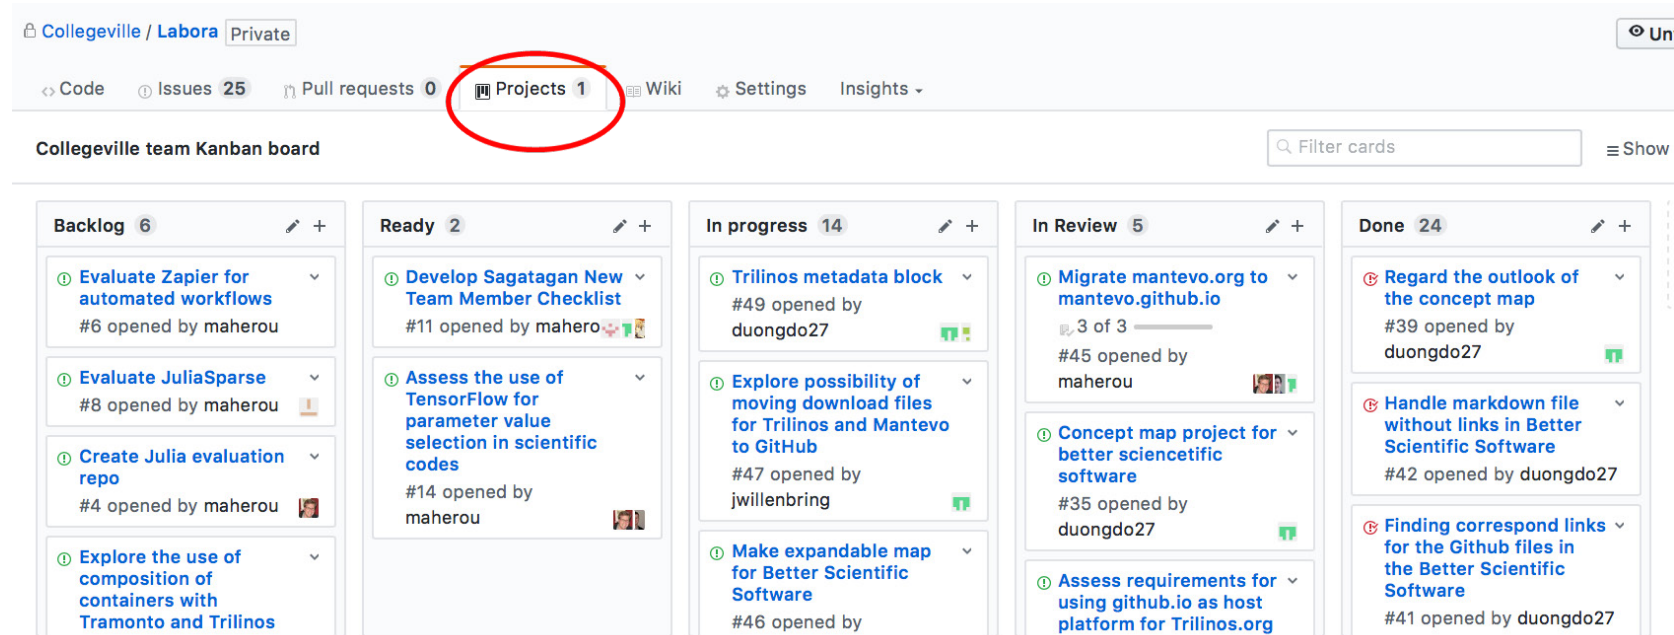 Collegeville / Labora Private
Un
Code Issues 25 Pull requests 0 Projects 1 Wiki Settings Insights
Collegeville team Kanban board
Filter cards
Show
Backlog 6
Evaluate Zapier for
automated workflows
#6 opened by maherou
Evaluate JuliaSparse
#8 opened by maherou
Create Julia evaluation
repo
#4 opened by maherou
Explore the use of
composition of
containers with
Tramonto and Trilinos
Ready 2
Develop Sagatagan New
Team Member Checklist
#11 opened by mahero
Assess the use of
TensorFlow for
parameter value
selection in scientific
codes
#14 opened by
maherou
In progress 14
Trilinos metadata block
#49 opened by
duongdo27
Explore possibility of
moving download files
for Trilinos and Mantevo
to GitHub
#47 opened by
jwillenbring
Make expandable map
for Better Scientific
Software
#46 opened by
In Review 5
Migrate mantevo.org to
mantevo.github.io
3 of 3
#45 opened by
maherou
Concept map project for
better sciencetific
software
#35 opened by
duongdo27
Assess requirements for
using github.io as host
platform for Trilinos.org
Done 24
Regard the outlook of
the concept map
#39 opened by
duongdo27
Handle markdown file
without links in Better
Scientific Software
#42 opened by duongdo27
Finding correspond links
for the Github files in
the Better Scientific
Software
#41 opened by duongdo27